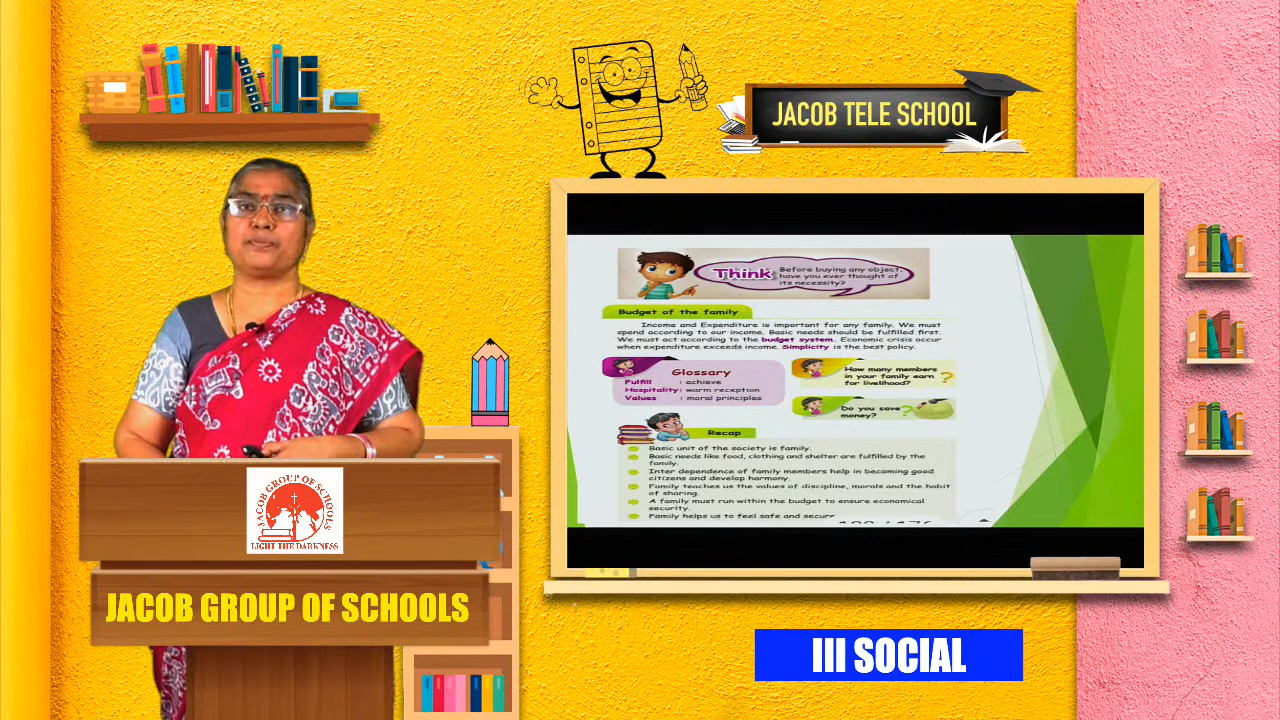 JACOB TELE SCHOOL
Think
Before buying any object,
have you ever thought of
its necessity?
Budget of the family
Income and Expenditure is important for any family. We must
spend according to our income. Basic needs should be fulfilled first.
We must act according to the budget system. Economic crisis occur
when expenditure exceeds income. Simplicity is the best policy.
Glossary
Fulfill : achieve
Hospitality : warm reception
Values : moral principles
How many members
in your family earn
for livelihood?
Do you save
money?
Recap
Basic unit of the society is family.
Basic needs like food, clothing and shelter are fulfilled by the
family.
Inter dependence of family members help in becoming good
citizens and develop harmony.
Family teaches us the values of discipline, morals and the habit
of sharing.
A family must run within the budget to ensure economical
security.
Family helps us to feel safe and secure
JACOB GROUP OF SCHOOLS
LIGHT THE DARKNESS
JACOB GROUP OF SCHOOLS
III SOCIAL